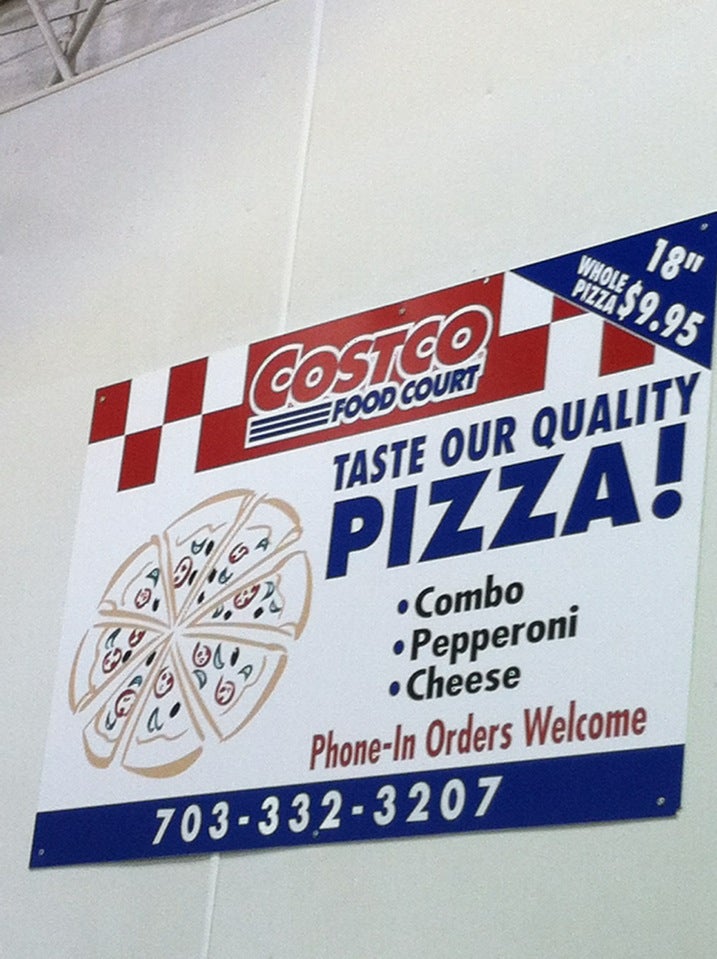 18"
WHOLE
PIZZA $9.95
COSTCO
FOOD COURT
TASTE OUR QUALITY
PIZZA!
•Combo
•Pepperoni
•Cheese
Phone-In Orders Welcome
703-332-3207